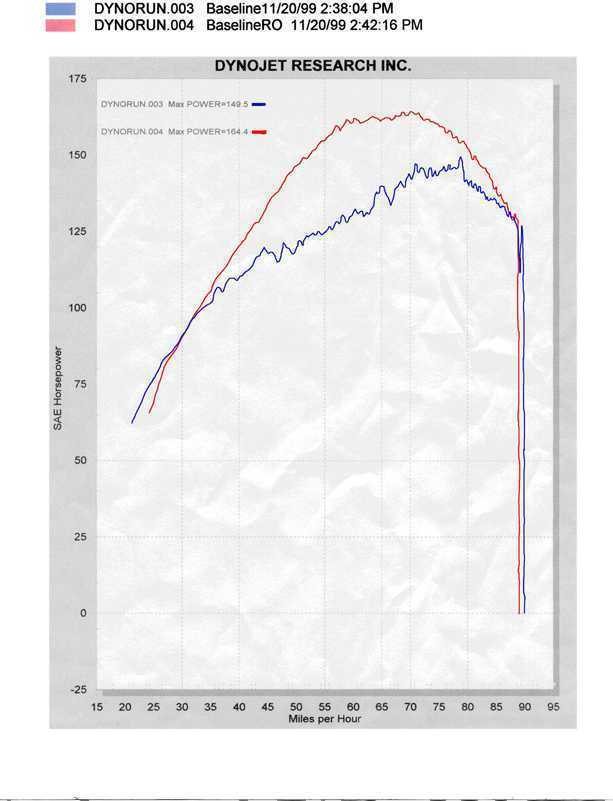 DYNORUN.003 Baseline11/20/99 2:38:04 PM
DYNORUN.004 BaselineRO 11/20/99 2:42:16 PM
DYNOJET RESEARCH INC.
175
DYNORUN.003 Max POWER=149.5
DYNORUN.004 Max POWER=164.4
150
125
100
75
50
25
0
-25
SAE Horsepower
15 20 25 30 35 40 45 50 55 60 65 70 75 80 85 90 95
Miles per Hour